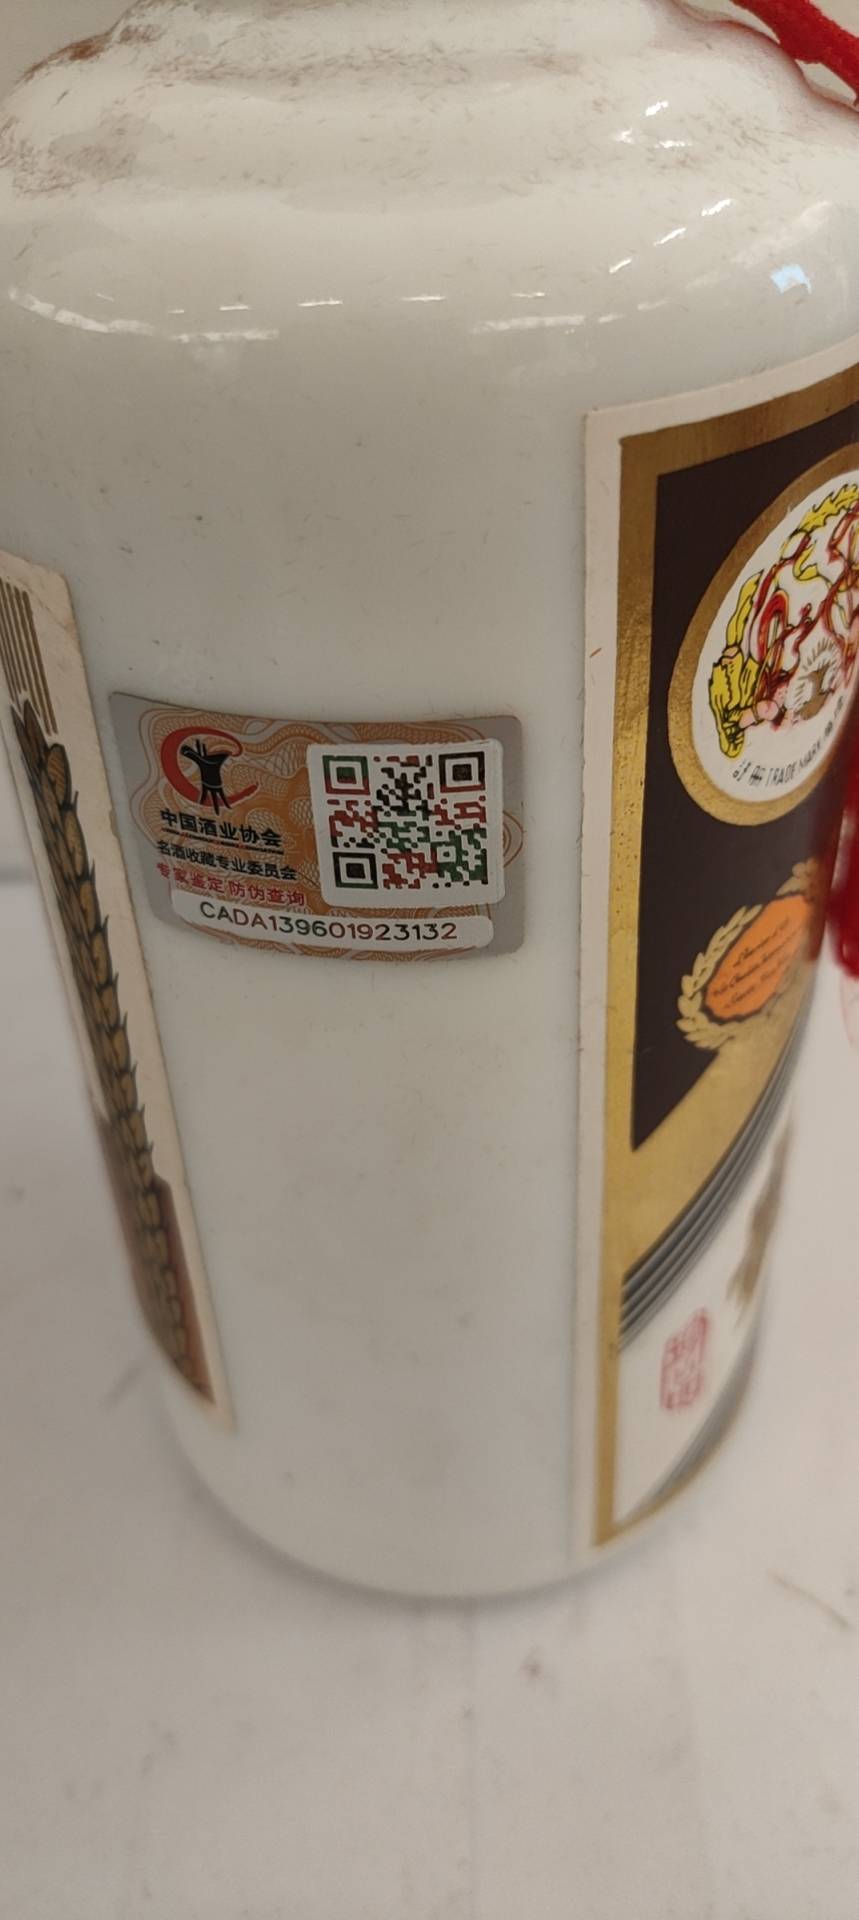 中国酒业协会
名酒收藏专业委员会
专家鉴定 防伪查询
CADA139601923132
TRADE MARK